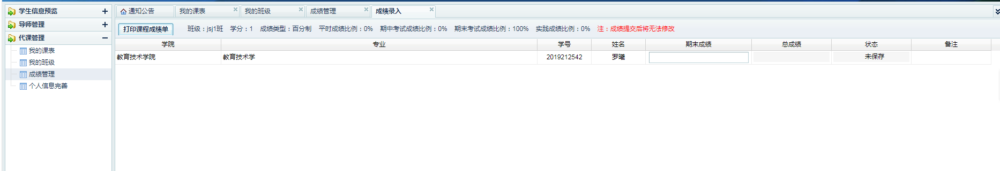 学生信息预览
导师管理
代课管理
我的课表
我的班级
成绩管理
个人信息完善
通知公告 我的课表 我的班级 成绩管理 成绩录入
打印课程成绩单 班级：jsj1班 学分：1 成绩类型：百分制 平时成绩比例：0% 期中考试成绩比例：0% 期末考试成绩比例：100% 实践成绩比例：0% 注：成绩提交后将无法修改
学院 专业 学号 姓名 期末成绩 总成绩 状态 备注
教育技术学院 教育技术学 2019212542 罗曦 未保存